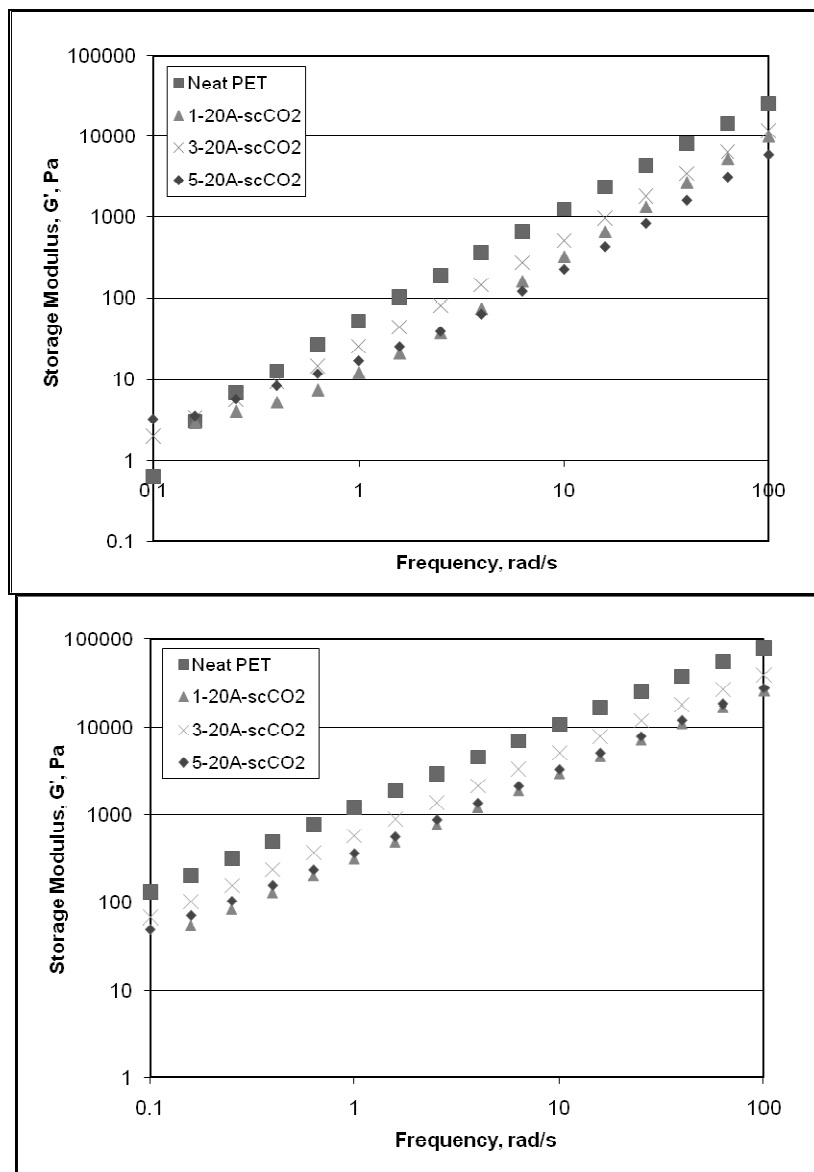 100000
10000
1000
100
10
1
0.1
Storage Modulus, G', Pa
Neat PET
1-20A-scCO2
3-20A-scCO2
5-20A-scCO2
0.1 1 10 100
Frequency, rad/s
100000
10000
1000
100
10
1
Storage Modulus, G', Pa
Neat PET
1-20A-scCO2
3-20A-scCO2
5-20A-scCO2
0.1 1 10 100
Frequency, rad/s